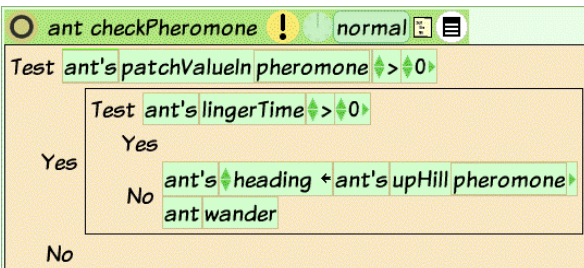 ant checkPheromone ! normal
Test ant's patchValueIn pheromone > 0
Test ant's lingerTime > 0
Yes
Yes
No
ant's heading ← ant's upHill pheromone
ant wander
No